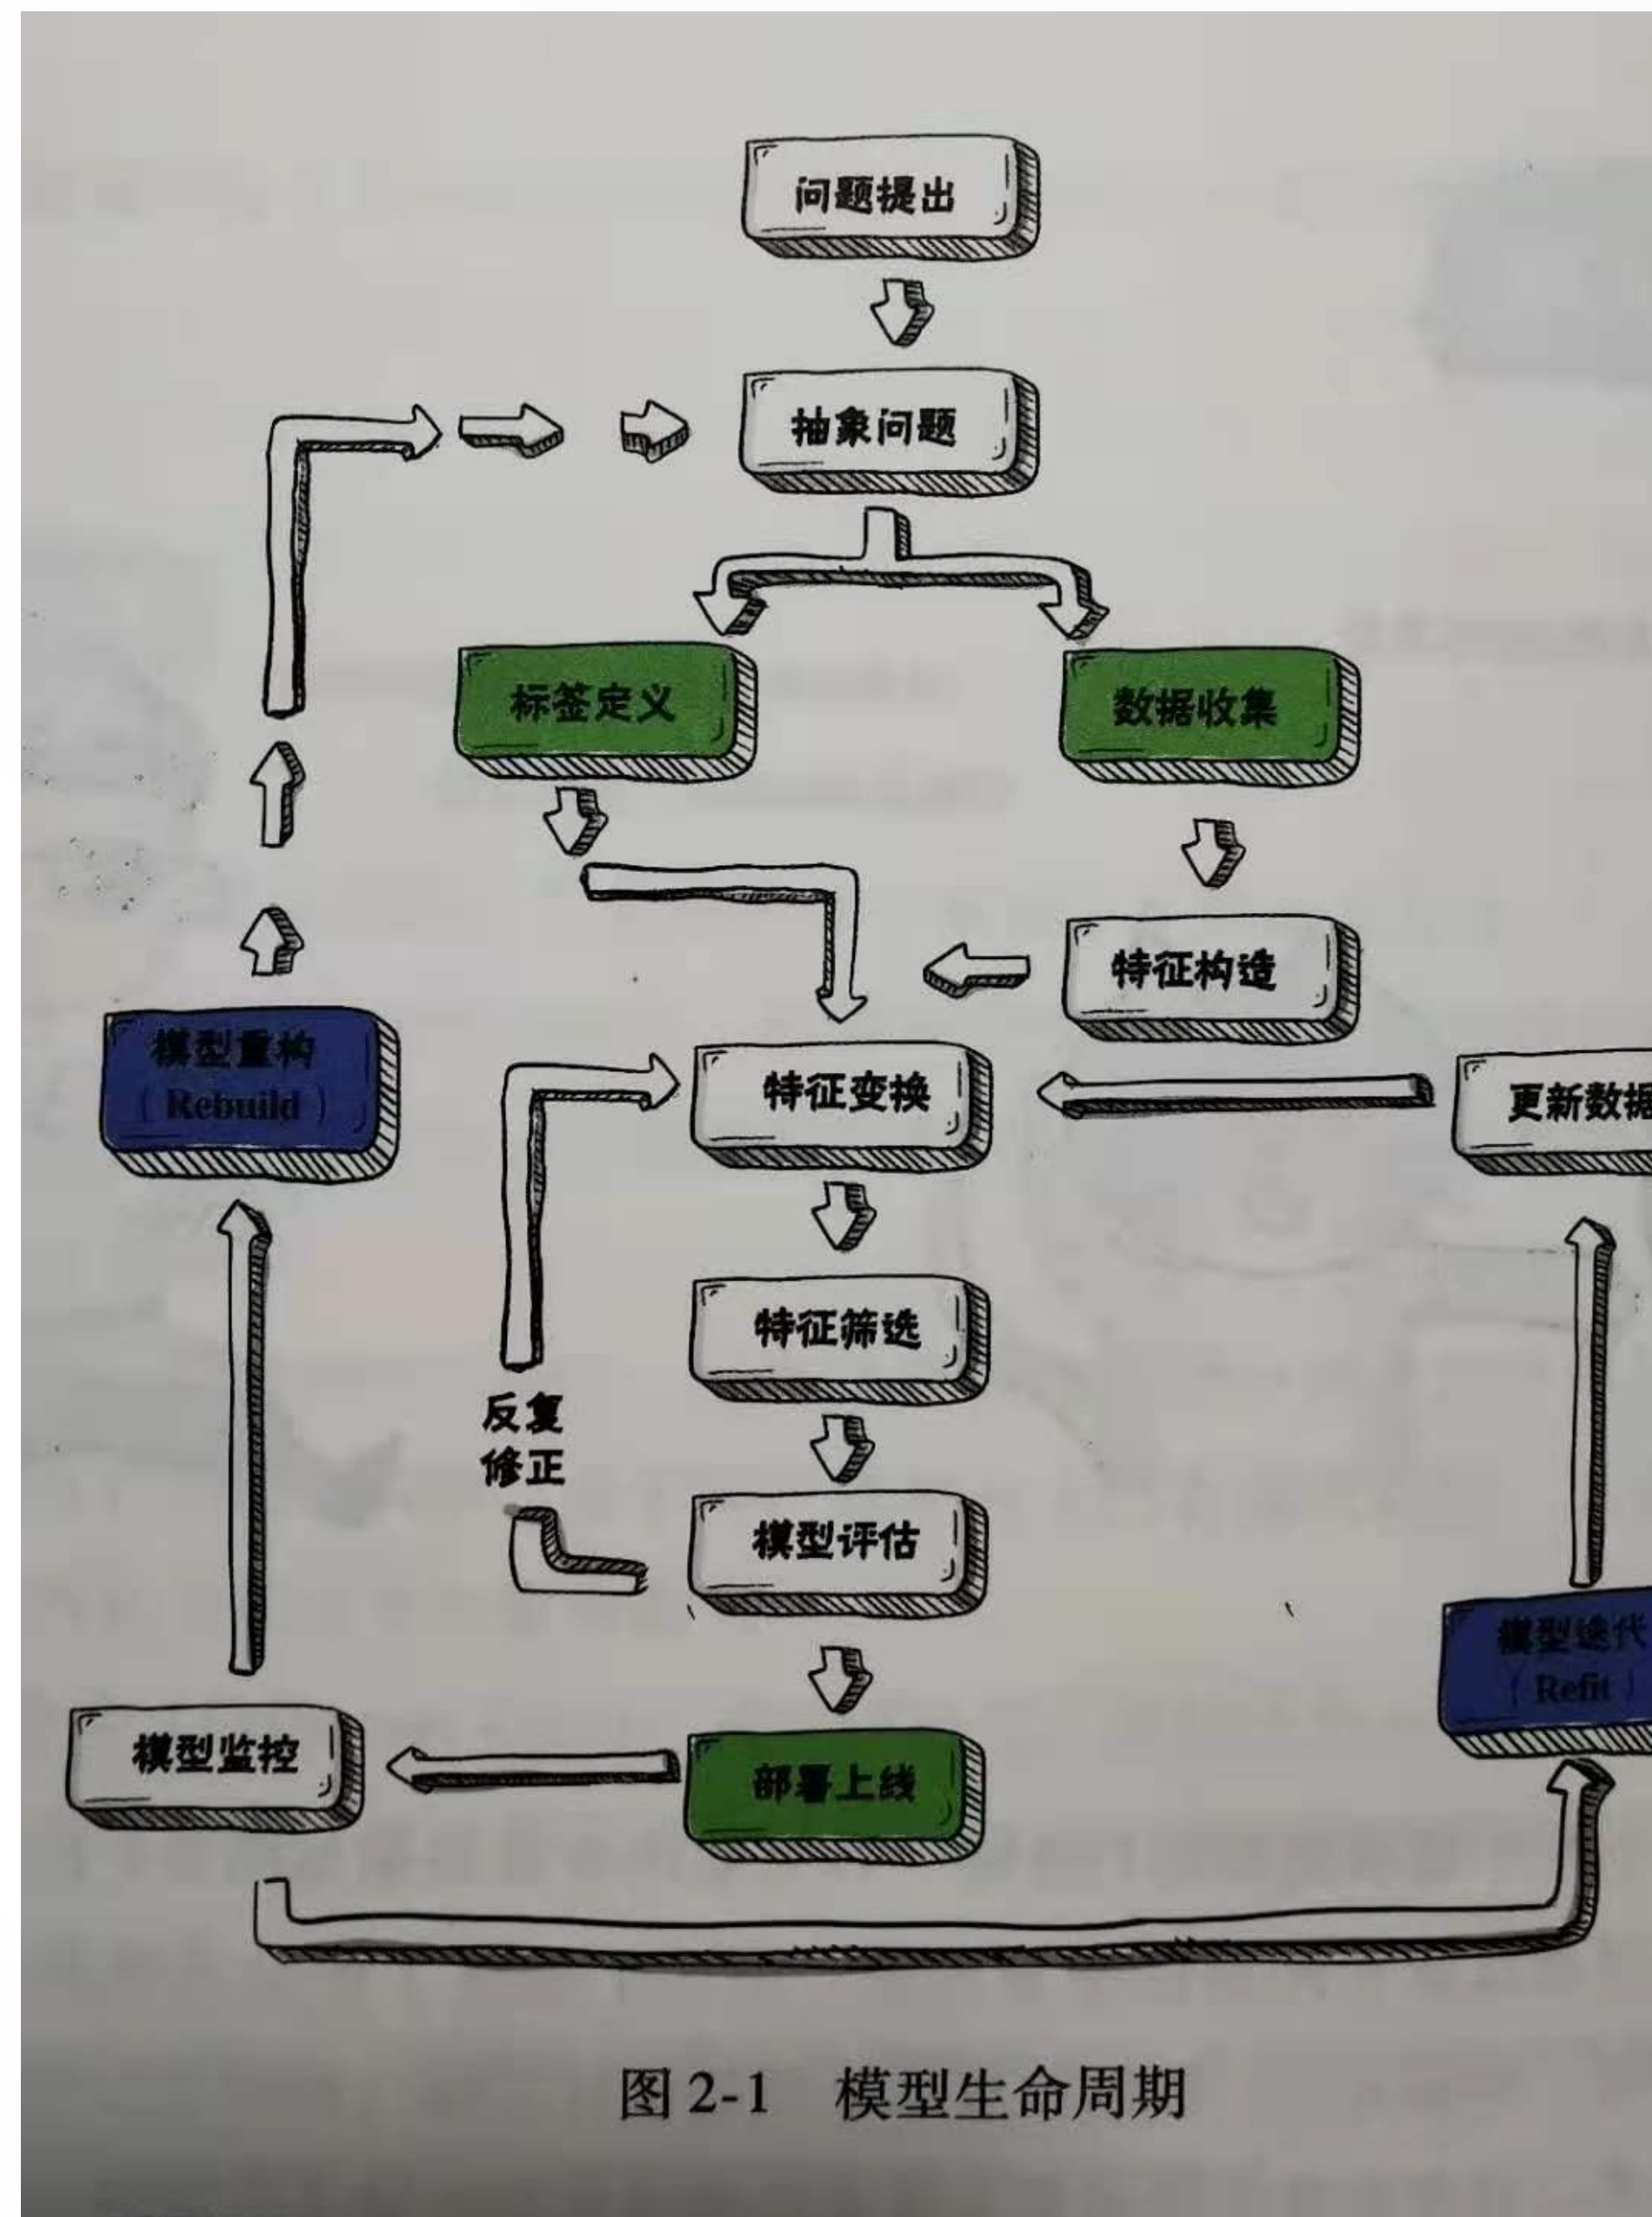 问题提出
抽象问题
标签定义
数据收集
特征构造
模型重构
（Rebuild）
特征变换
更新数据
特征筛选
反复
修正
模型评估
模型迭代
（Refit）
模型监控
部署上线
图 2-1 模型生命周期